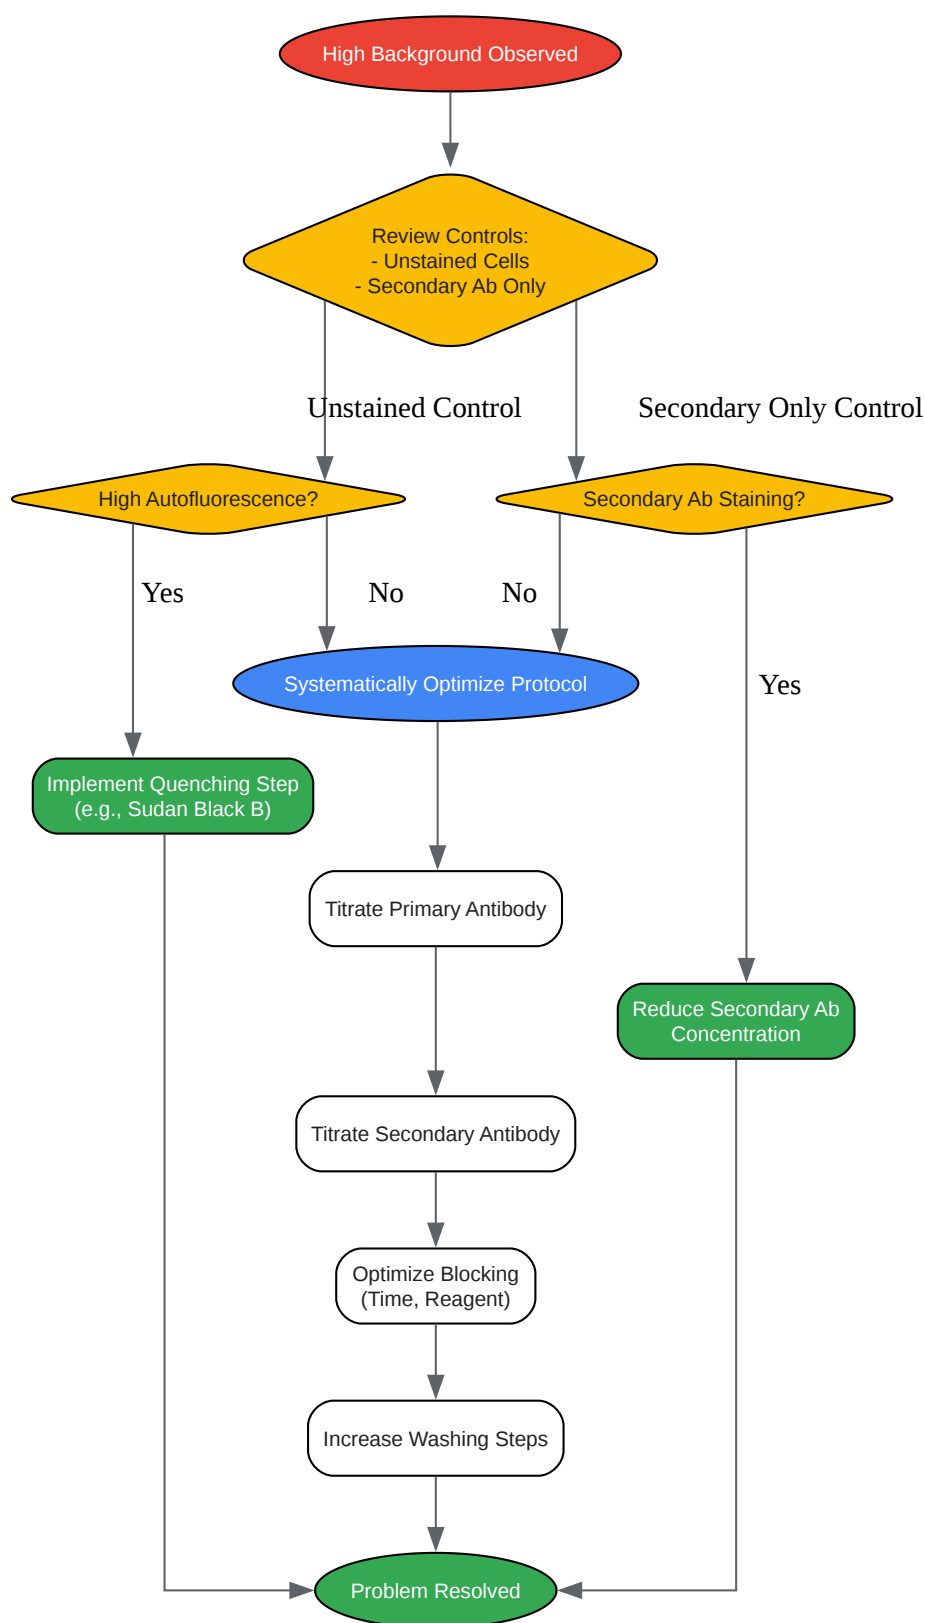 High Background Observed
Review Controls:
- Unstained Cells
- Secondary Ab Only
Unstained Control
Secondary Only Control
High Autofluorescence?
Secondary Ab Staining?
Yes
No
No
Systematically Optimize Protocol
Yes
Implement Quenching Step
(e.g., Sudan Black B)
Titrate Primary Antibody
Reduce Secondary Ab
Concentration
Titrate Secondary Antibody
Optimize Blocking
(Time, Reagent)
Increase Washing Steps
Problem Resolved